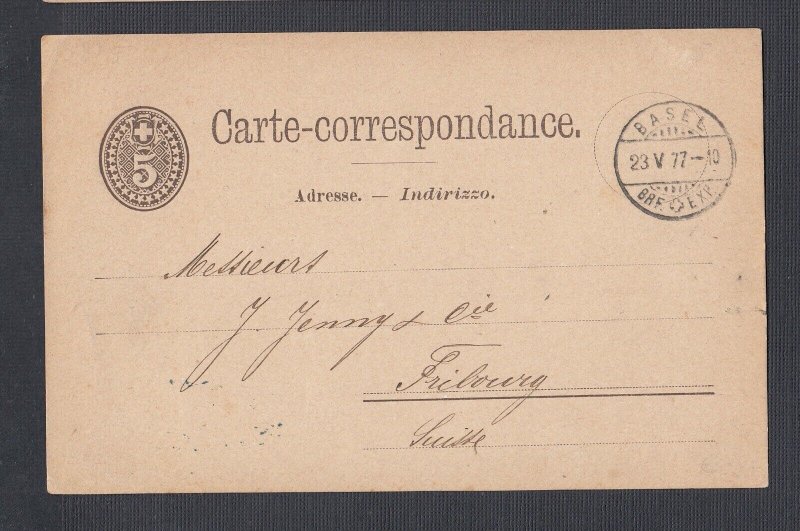 5
Carte-correspondance.
Adresse. — Indirizzo.
BASEL
23 V 77–10
BRF. EXP.
Messieurs
J. Jenny & Cie
Fribourg
Suisse